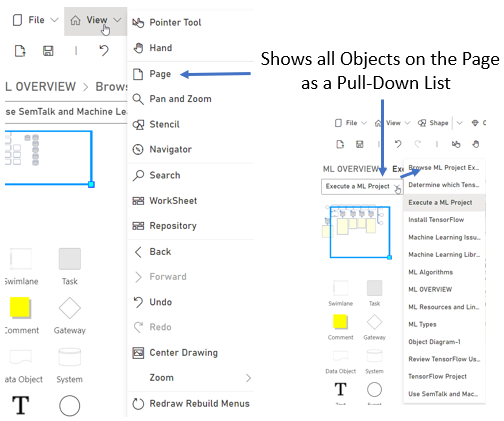 File
View
ML OVERVIEW > Brows
se SemTalk and Machine Lea
Swimlane
Task
Comment
Gateway
Data Object
System
T
Pointer Tool
Hand
Page
Pan and Zoom
Stencil
Navigator
Search
WorkSheet
Repository
Back
Forward
Undo
Redo
Center Drawing
Zoom
Redraw Rebuild Menus
Shows all Objects on the Page
as a Pull-Down List
File
View
Shape
ML OVERVIEW
Exe
Execute a ML Project
Swimlane
Task
Comment
Gateway
Data Object
System
T
Browse ML Project Ex...
Determine which Tens...
Execute a ML Project
Install TensorFlow
Machine Learning Issu...
Machine Learning Libr...
ML Algorithms
ML OVERVIEW
ML Resources and Lin...
ML Types
Object Diagram-1
Review TensorFlow Us...
TensorFlow Project
Use SemTalk and Mac...